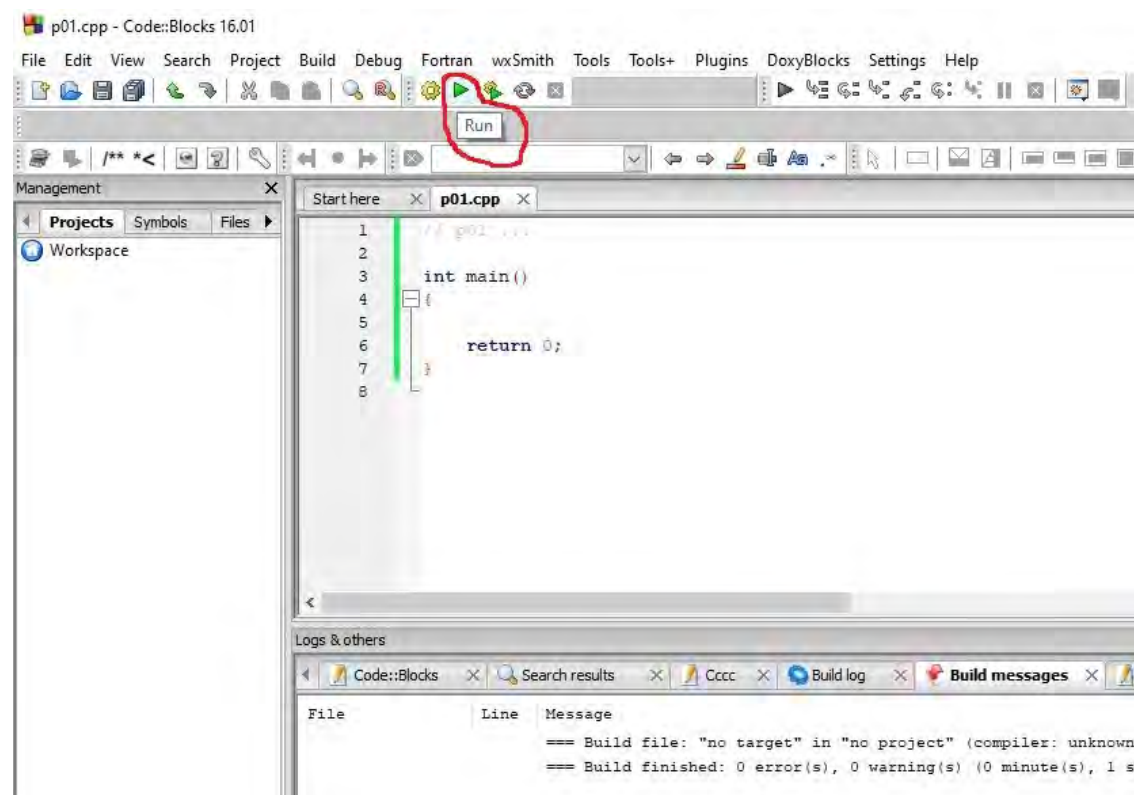 p01.cpp - Code::Blocks 16.01
File Edit View Search Project Build Debug Fortran wxSmith Tools Tools+ Plugins DoxyBlocks Settings Help
Run
/** *<
Management
Start here p01.cpp
Projects Symbols Files
Workspace
1 // p01 ...
2
3 int main()
4 {
5
6 return 0;
7 }
8
Logs & others
Code::Blocks Search results Cccc Build log Build messages
File Line Message
=== Build file: "no target" in "no project" (compiler: unknown
=== Build finished: 0 error(s), 0 warning(s) (0 minute(s), 1 s